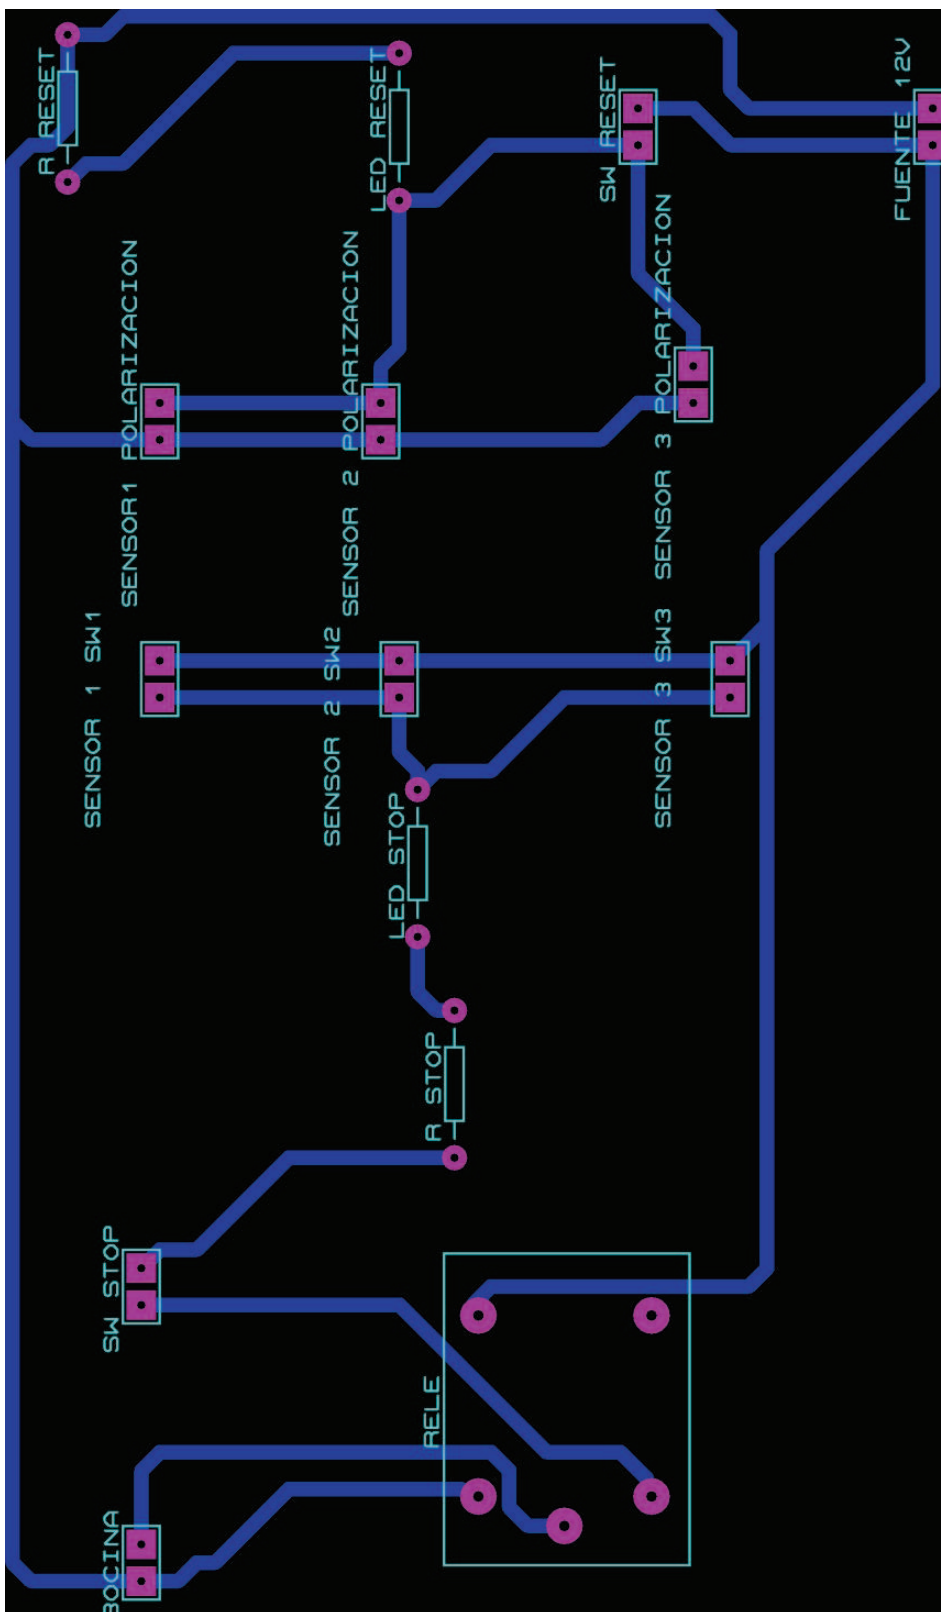 R RESET
LED RESET
SW RESET
FUENTE 12V
SENSOR1 POLARIZACION
SENSOR 2 POLARIZACION
SENSOR 3 POLARIZACION
SENSOR 1 SW1
SENSOR 2 SW2
SENSOR 3 SW3
LED STOP
R STOP
SW STOP
RELE
BOCINA